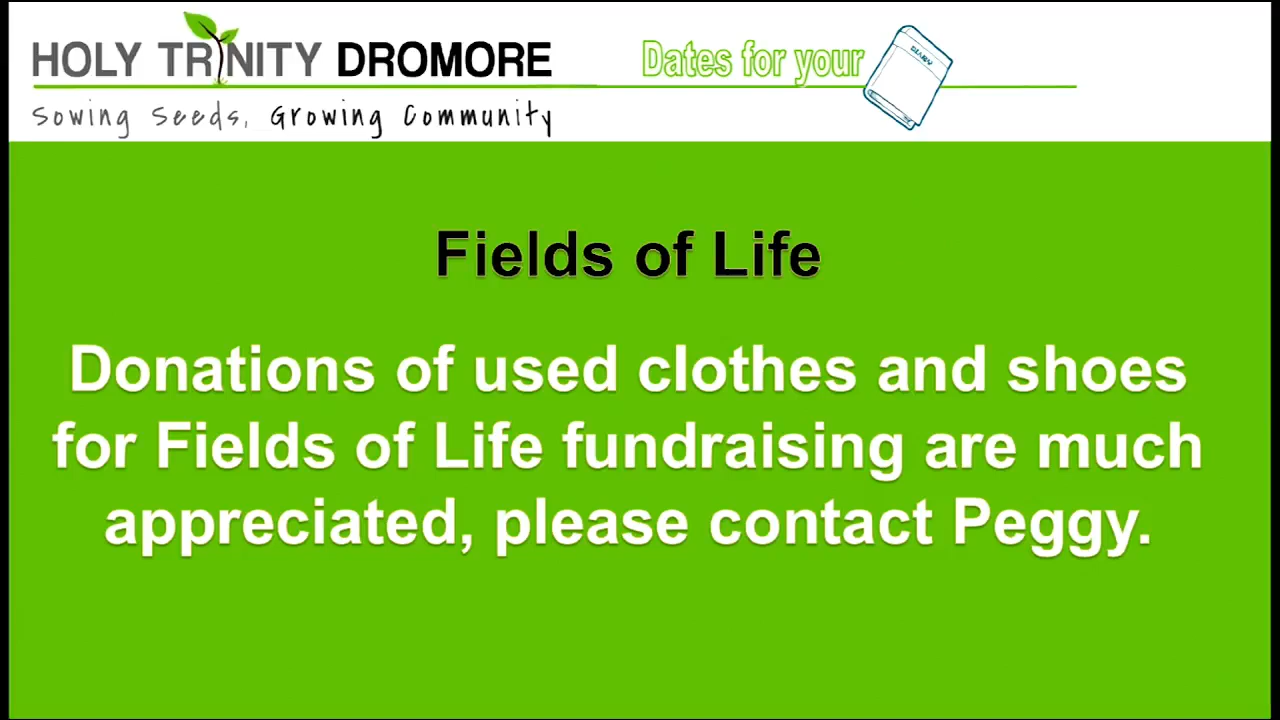 HOLY TRINITY DROMORE
Sowing Seeds, Growing Community
Dates for your
DIARY
Fields of Life
Donations of used clothes and shoes
for Fields of Life fundraising are much
appreciated, please contact Peggy.